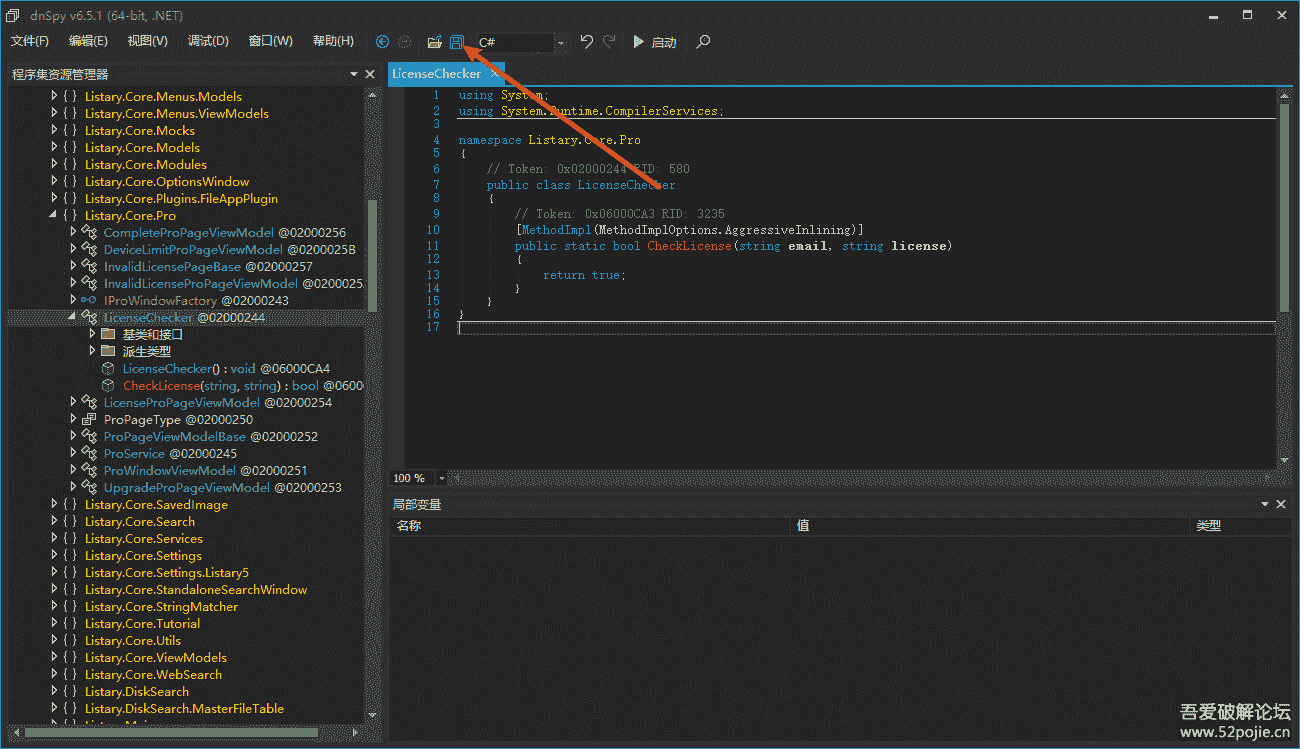 dnSpy v6.5.1 (64-bit, .NET)
文件(F) 编辑(E) 视图(V) 调试(D) 窗口(W) 帮助(H) C# 启动
程序集资源管理器
{ } Listary.Core.Menus.Models
{ } Listary.Core.Menus.ViewModels
{ } Listary.Core.Mocks
{ } Listary.Core.Models
{ } Listary.Core.Modules
{ } Listary.Core.OptionsWindow
{ } Listary.Core.Plugins.FileAppPlugin
{ } Listary.Core.Pro
CompleteProPageViewModel @02000256
DeviceLimitProPageViewModel @0200025B
InvalidLicensePageBase @02000257
InvalidLicenseProPageViewModel @0200025
IProWindowFactory @02000243
LicenseChecker @02000244
基类和接口
派生类型
LicenseChecker() : void @06000CA4
CheckLicense(string, string) : bool @0600
LicenseProPageViewModel @02000254
ProPageType @02000250
ProPageViewModelBase @02000252
ProService @02000245
ProWindowViewModel @02000251
UpgradeProPageViewModel @02000253
{ } Listary.Core.SavedImage
{ } Listary.Core.Search
{ } Listary.Core.Services
{ } Listary.Core.Settings
{ } Listary.Core.Settings.Listary5
{ } Listary.Core.StandaloneSearchWindow
{ } Listary.Core.StringMatcher
{ } Listary.Core.Tutorial
{ } Listary.Core.Utils
{ } Listary.Core.ViewModels
{ } Listary.Core.WebSearch
{ } Listary.DiskSearch
{ } Listary.DiskSearch.MasterFileTable
LicenseChecker
1 using System;
2 using System.Runtime.CompilerServices;
3
4 namespace Listary.Core.Pro
5 {
6 // Token: 0x02000244 RID: 580
7 public class LicenseChecker
8 {
9 // Token: 0x06000CA3 RID: 3235
10 [MethodImpl(MethodImplOptions.AggressiveInlining)]
11 public static bool CheckLicense(string email, string license)
12 {
13 return true;
14 }
15 }
16 }
17
100 %
局部变量
名称 值 类型
吾爱破解论坛
www.52pojie.cn